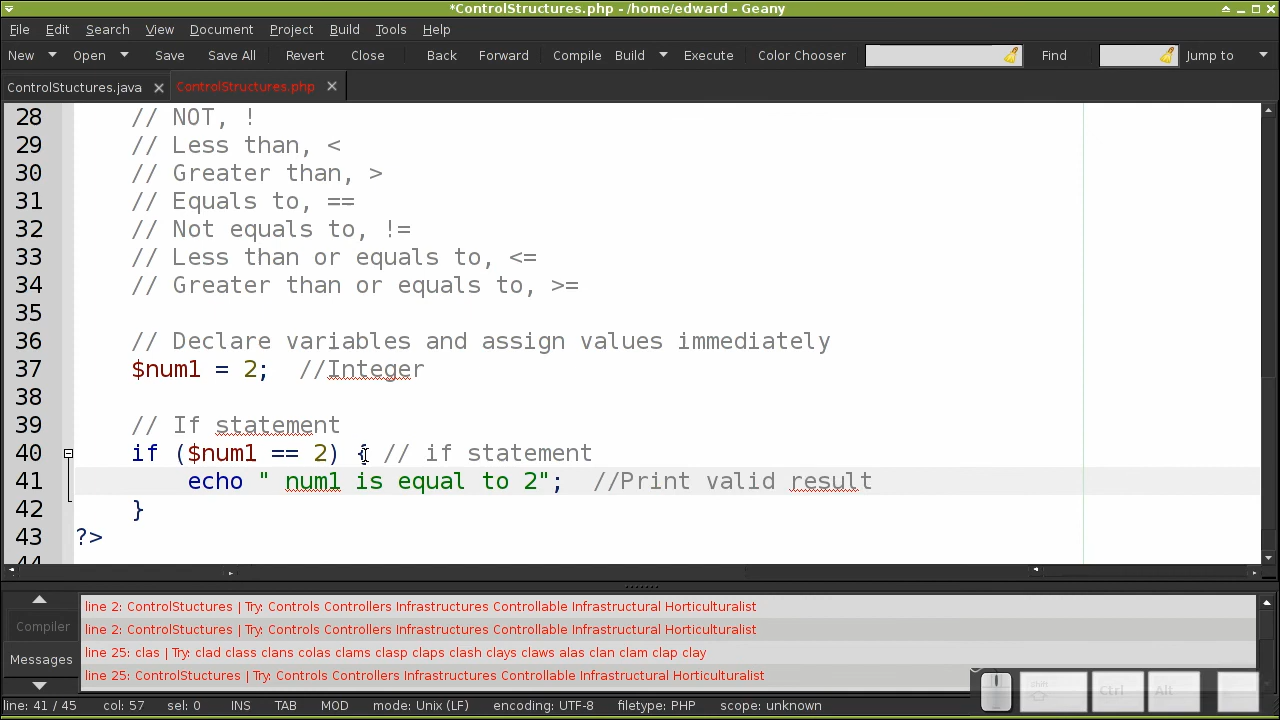 *ControlStructures.php - /home/edward - Geany
File Edit Search View Document Project Build Tools Help
New Open Save Save All Revert Close Back Forward Compile Build Execute Color Chooser Find Jump to
ControlStuctures.java ControlStructures.php
28 // NOT, !
29 // Less than, <
30 // Greater than, >
31 // Equals to, ==
32 // Not equals to, !=
33 // Less than or equals to, <=
34 // Greater than or equals to, >=
35
36 // Declare variables and assign values immediately
37 $num1 = 2; //Integer
38
39 // If statement
40 if ($num1 == 2) { // if statement
41 echo " num1 is equal to 2"; //Print valid result
42 }
43 ?>
44
Compiler
Messages
line 2: ControlStuctures | Try: Controls Controllers Infrastructures Controllable Infrastructural Horticulturalist
line 2: ControlStuctures | Try: Controls Controllers Infrastructures Controllable Infrastructural Horticulturalist
line 25: clas | Try: clad class clans colas clams clasp claps clash clays claws alas clan clam clap clay
line 25: ControlStuctures | Try: Controls Controllers Infrastructures Controllable Infrastructural Horticulturalist
shift Ctrl Alt
line: 41 / 45 col: 57 sel: 0 INS TAB MOD mode: Unix (LF) encoding: UTF-8 filetype: PHP scope: unknown